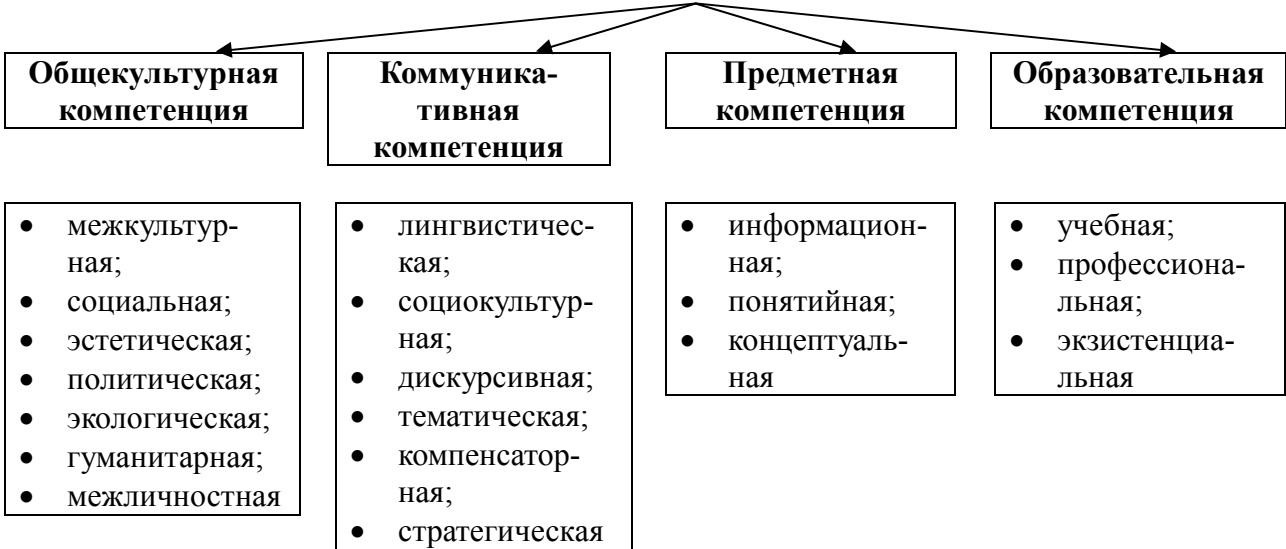 Общекультурная
компетенция
Коммуника-
тивная
компетенция
Предметная
компетенция
Образовательная
компетенция
• межкультур-
ная;
• социальная;
• эстетическая;
• политическая;
• экологическая;
• гуманитарная;
• межличностная
• лингвистичес-
кая;
• социокультур-
ная;
• дискурсивная;
• тематическая;
• компенсатор-
ная;
• стратегическая
• информацион-
ная;
• понятийная;
• концептуаль-
ная
• учебная;
• профессиона-
льная;
• экзистенциа-
льная